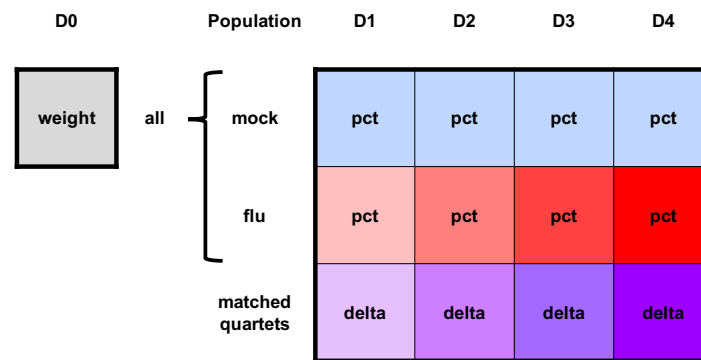 D0 Population D1 D2 D3 D4
weight all mock pct pct pct pct
flu pct pct pct pct
matched
quartets delta delta delta delta